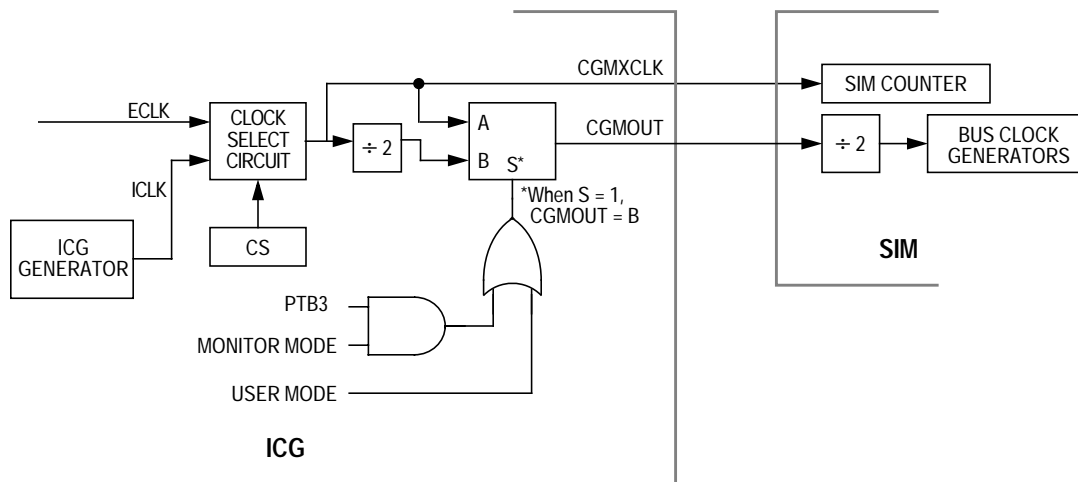 CGMXCLK
SIM COUNTER
ECLK
CLOCK
SELECT
CIRCUIT
A
CGMOUT
÷ 2
B
S*
÷ 2
BUS CLOCK
GENERATORS
ICLK
*When S = 1,
CGMOUT = B
ICG
GENERATOR
CS
SIM
PTB3
MONITOR MODE
USER MODE
ICG